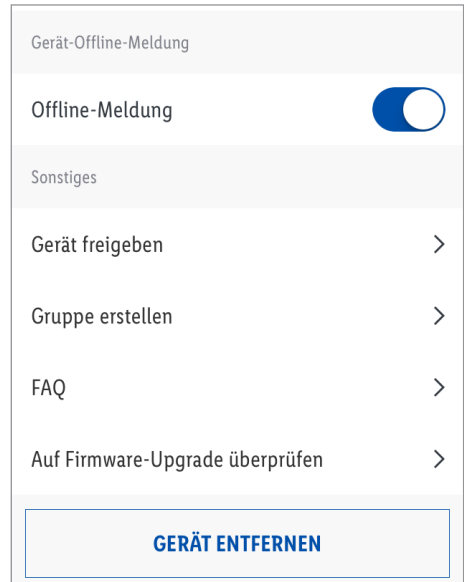 Gerät-Offline-Meldung
Offline-Meldung
Sonstiges
Gerät freigeben
Gruppe erstellen
FAQ
Auf Firmware-Upgrade überprüfen
GERÄT ENTFERNEN